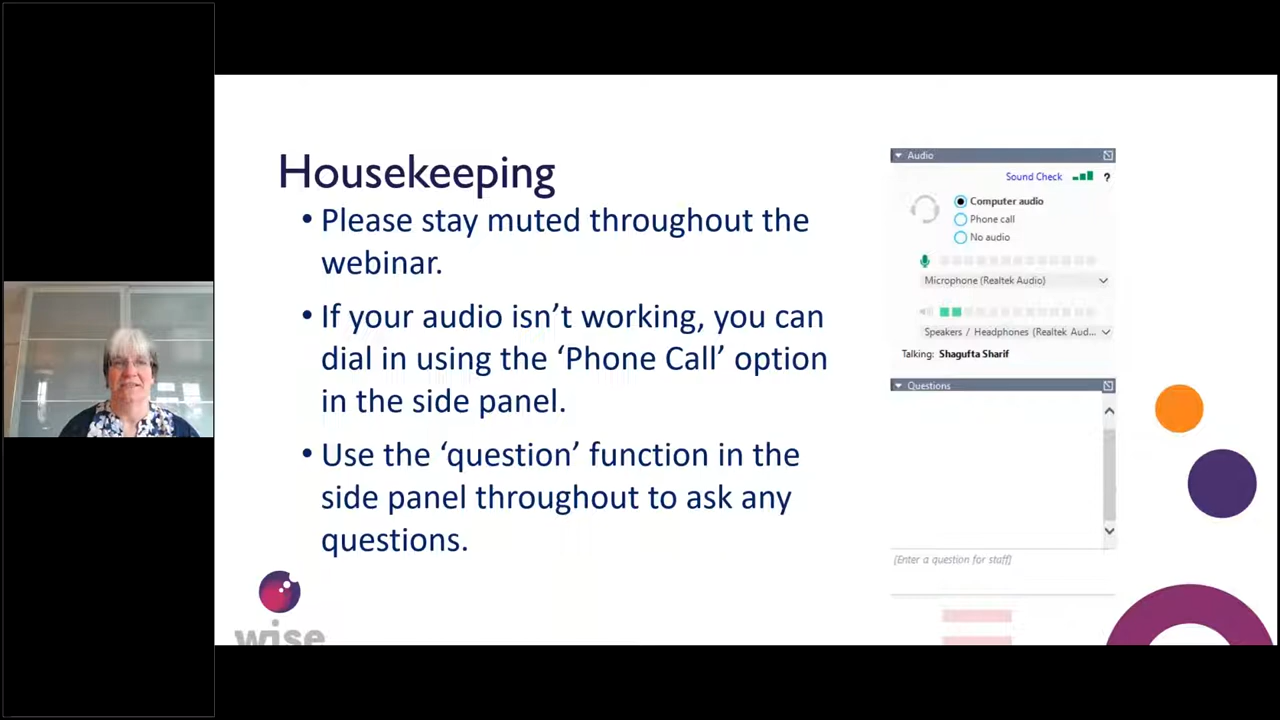 Housekeeping
• Please stay muted throughout the
webinar.
• If your audio isn’t working, you can
dial in using the ‘Phone Call’ option
in the side panel.
• Use the ‘question’ function in the
side panel throughout to ask any
questions.
wise
Audio
Sound Check ?
Computer audio
Phone call
No audio
Microphone (Realtek Audio)
Speakers / Headphones (Realtek Aud...
Talking: Shagufta Sharif
Questions
[Enter a question for staff]